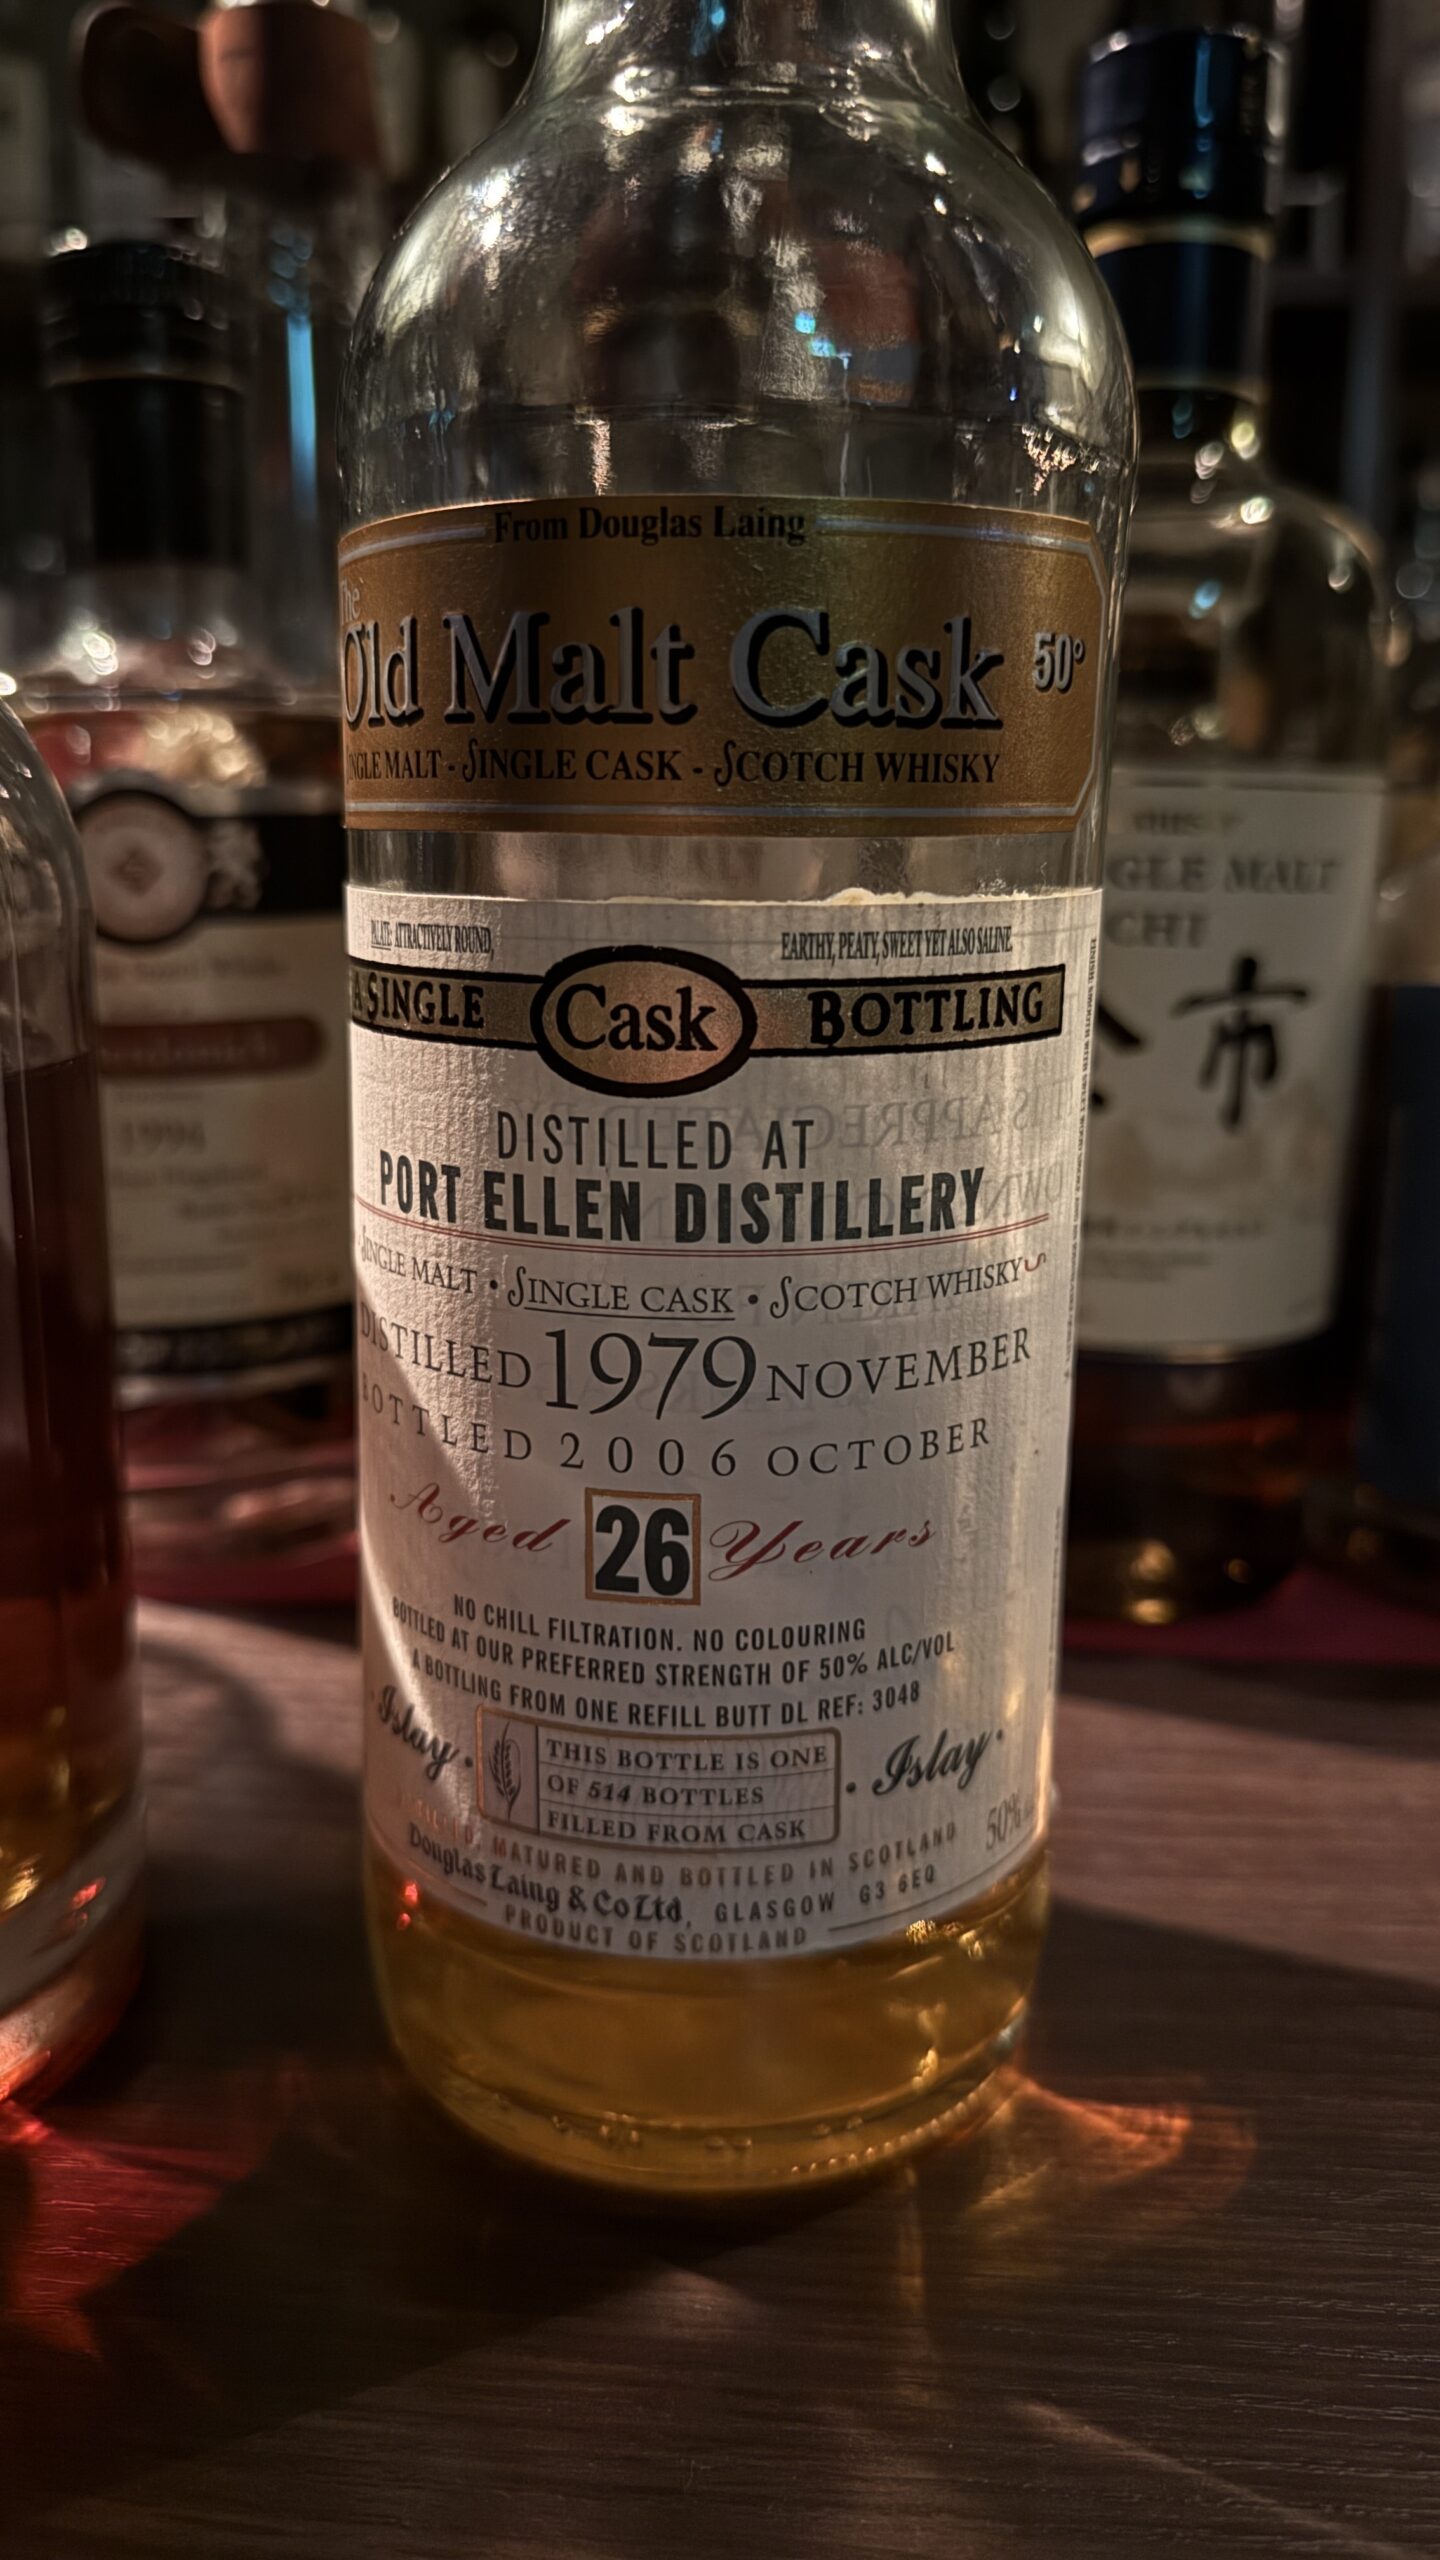 From Douglas Laing
The
Old Malt Cask 50°
SINGLE MALT - SINGLE CASK - SCOTCH WHISKY
PALATE: ATTRACTIVELY ROUND, EARTHY, PEATY, SWEET YET ALSO SALINE
A SINGLE Cask BOTTLING
DISTILLED AT
PORT ELLEN DISTILLERY
SINGLE MALT • SINGLE CASK • SCOTCH WHISKY
DISTILLED 1979 NOVEMBER
BOTTLED 2006 OCTOBER
Aged 26 Years
NO CHILL FILTRATION. NO COLOURING
BOTTLED AT OUR PREFERRED STRENGTH OF 50% ALC/VOL
A BOTTLING FROM ONE REFILL BUTT DL REF: 3048
Islay • THIS BOTTLE IS ONE
OF 514 BOTTLES
FILLED FROM CASK
• Islay •
MATURED AND BOTTLED IN SCOTLAND 50%
Douglas Laing & Co Ltd, GLASGOW G3 6EQ
PRODUCT OF SCOTLAND
1994
GLE MALT
CHI
市